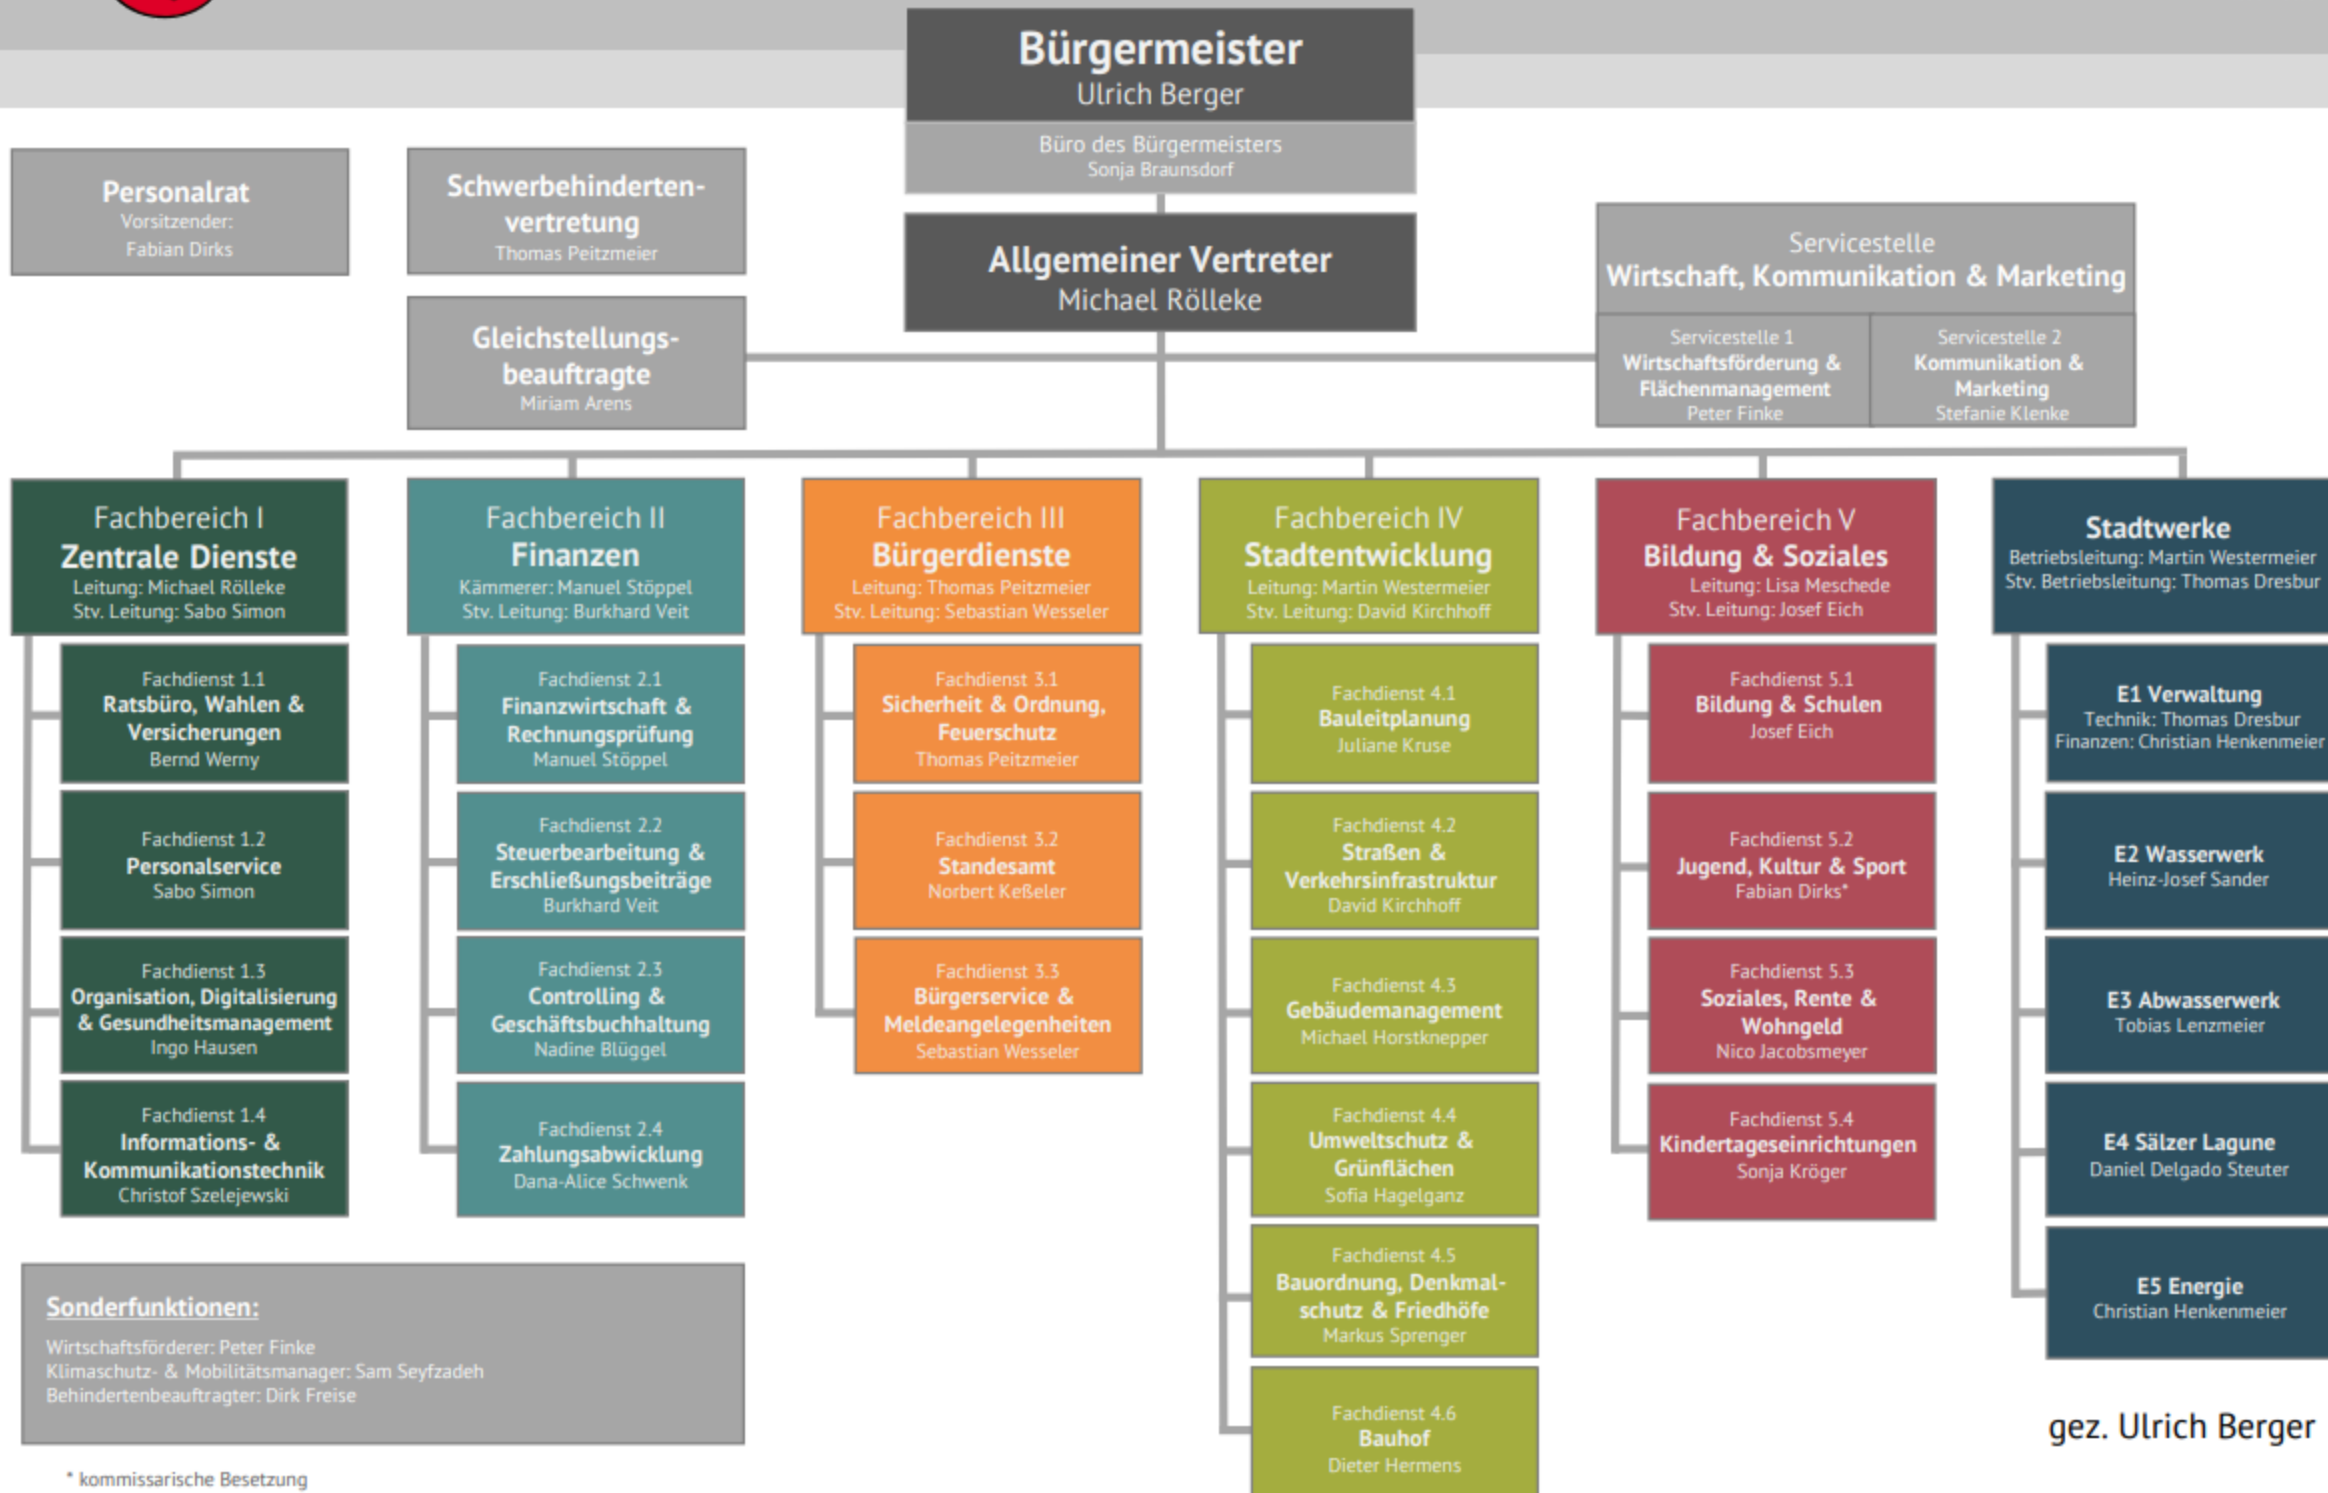 Bürgermeister
Ulrich Berger
Büro des Bürgermeisters
Sonja Braunsdorf
Allgemeiner Vertreter
Michael Rölleke
Personalrat
Vorsitzender:
Fabian Dirks
Schwerbehinderten-
vertretung
Thomas Peitzmeier
Gleichstellungs-
beauftragte
Miriam Arens
Servicestelle
Wirtschaft, Kommunikation & Marketing
Servicestelle 1
Wirtschaftsförderung &
Flächenmanagement
Peter Finke
Servicestelle 2
Kommunikation &
Marketing
Stefanie Klenke
Fachbereich I
Zentrale Dienste
Leitung: Michael Rölleke
Stv. Leitung: Sabo Simon
Fachdienst 1.1
Ratsbüro, Wahlen &
Versicherungen
Bernd Werny
Fachdienst 1.2
Personalservice
Sabo Simon
Fachdienst 1.3
Organisation, Digitalisierung
& Gesundheitsmanagement
Ingo Hausen
Fachdienst 1.4
Informations- &
Kommunikationstechnik
Christof Szelejewski
Fachbereich II
Finanzen
Kämmerer: Manuel Stöppel
Stv. Leitung: Burkhard Veit
Fachdienst 2.1
Finanzwirtschaft &
Rechnungsprüfung
Manuel Stöppel
Fachdienst 2.2
Steuerbearbeitung &
Erschließungsbeiträge
Burkhard Veit
Fachdienst 2.3
Controlling &
Geschäftsbuchhaltung
Nadine Blüggel
Fachdienst 2.4
Zahlungsabwicklung
Dana-Alice Schwenk
Fachbereich III
Bürgerdienste
Leitung: Thomas Peitzmeier
Stv. Leitung: Sebastian Wesseler
Fachdienst 3.1
Sicherheit & Ordnung,
Feuerschutz
Thomas Peitzmeier
Fachdienst 3.2
Standesamt
Norbert Keßeler
Fachdienst 3.3
Bürgerservice &
Meldeangelegenheiten
Sebastian Wesseler
Fachbereich IV
Stadtentwicklung
Leitung: Martin Westermeier
Stv. Leitung: David Kirchhoff
Fachdienst 4.1
Bauleitplanung
Juliane Kruse
Fachdienst 4.2
Straßen &
Verkehrsinfrastruktur
David Kirchhoff
Fachdienst 4.3
Gebäudemanagement
Michael Horstknepper
Fachdienst 4.4
Umweltschutz &
Grünflächen
Sofia Hagelganz
Fachdienst 4.5
Bauordnung, Denkmal-
schutz & Friedhöfe
Markus Sprenger
Fachdienst 4.6
Bauhof
Dieter Hermens
Fachbereich V
Bildung & Soziales
Leitung: Lisa Meschede
Stv. Leitung: Josef Eich
Fachdienst 5.1
Bildung & Schulen
Josef Eich
Fachdienst 5.2
Jugend, Kultur & Sport
Fabian Dirks*
Fachdienst 5.3
Soziales, Rente &
Wohngeld
Nico Jacobsmeyer
Fachdienst 5.4
Kindertageseinrichtungen
Sonja Kröger
Stadtwerke
Betriebsleitung: Martin Westermeier
Stv. Betriebsleitung: Thomas Dresbur
E1 Verwaltung
Technik: Thomas Dresbur
Finanzen: Christian Henkenmeier
E2 Wasserwerk
Heinz-Josef Sander
E3 Abwasserwerk
Tobias Lenzmeier
E4 Sälzer Lagune
Daniel Delgado Steuter
E5 Energie
Christian Henkenmeier
Sonderfunktionen:
Wirtschaftsförderer: Peter Finke
Klimaschutz- & Mobilitätsmanager: Sam Seyfzadeh
Behindertenbeauftragter: Dirk Freise
* kommissarische Besetzung
gez. Ulrich Berger